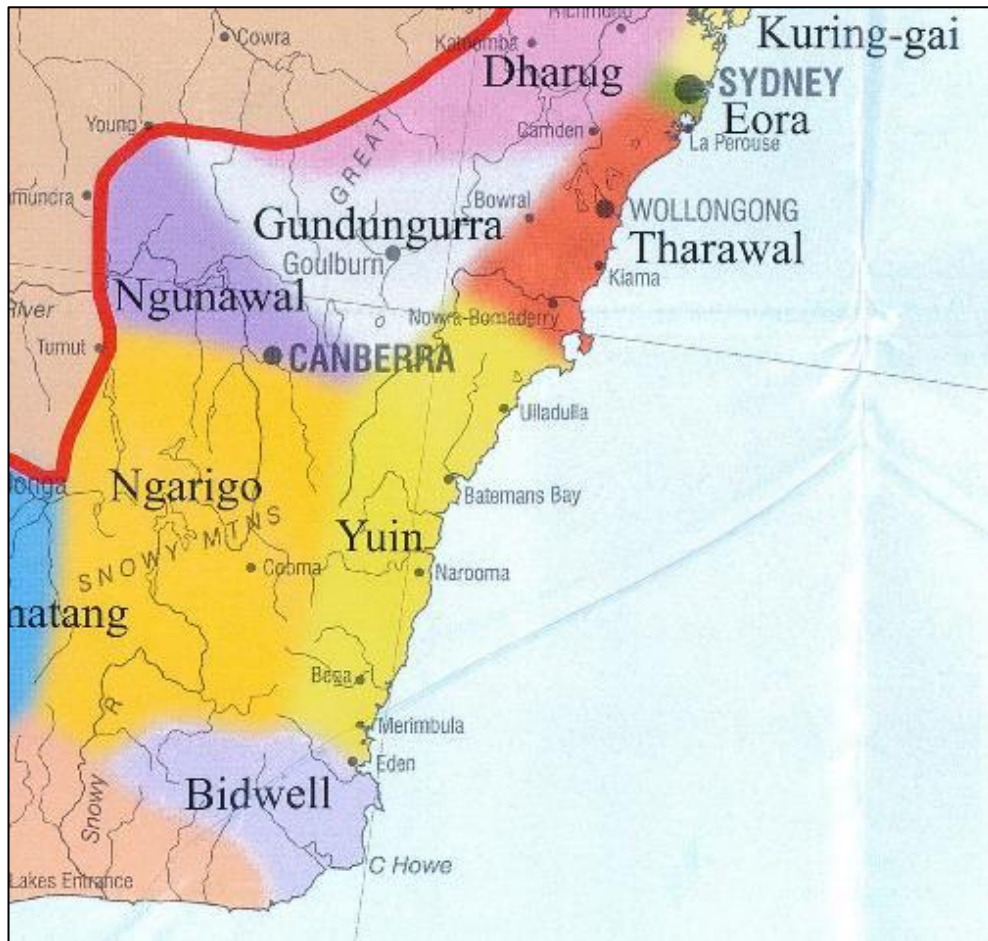 Cowra
Richmond
Katoomba
Kuring-gai
Dharug
SYDNEY
Eora
Young
GREAT
Camden
La Perouse
Bowral
WOLLONGONG
Gundungurra
Goulburn
Tharawal
Kiama
Ngunawal
River
Nowra-Bomaderry
Tumut
CANBERRA
Ulladulla
Ngarigo
Batemans Bay
SNOWY MTNS
Yuin
Cooma
Narooma
natang
Bega
Merimbula
Eden
Bidwell
Snowy R
C Howe
Lakes Entrance